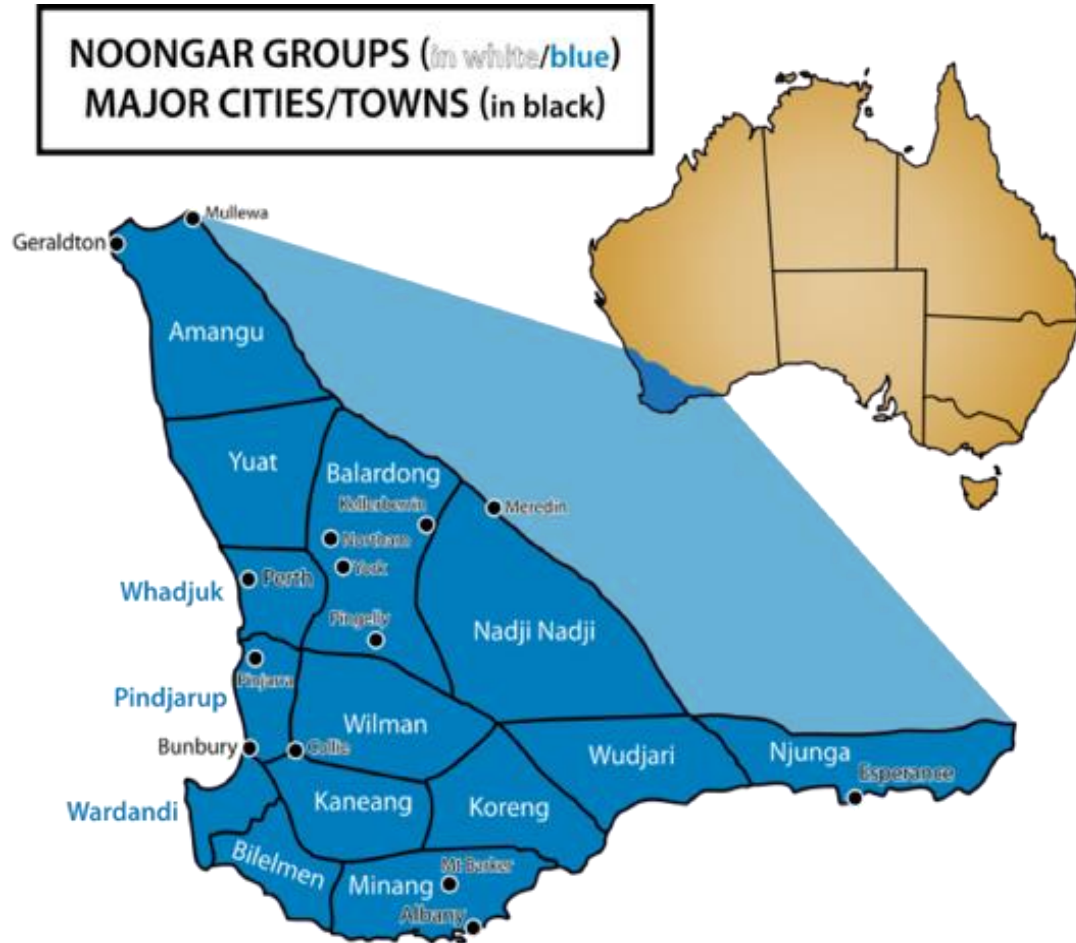 NOONGAR GROUPS (in white/blue)
MAJOR CITIES/TOWNS (in black)
Mullewa
Geraldton
Amangu
Yuat
Balardong
Kellerberrin
Meredin
Northam
York
Whadjuk
Perth
Pingelly
Nadji Nadji
Pinjarra
Pindjarup
Wilman
Bunbury
Collie
Wudjari
Njunga
Esperance
Wardandi
Kaneang
Koreng
Bilelmen
Mt Barker
Minang
Albany